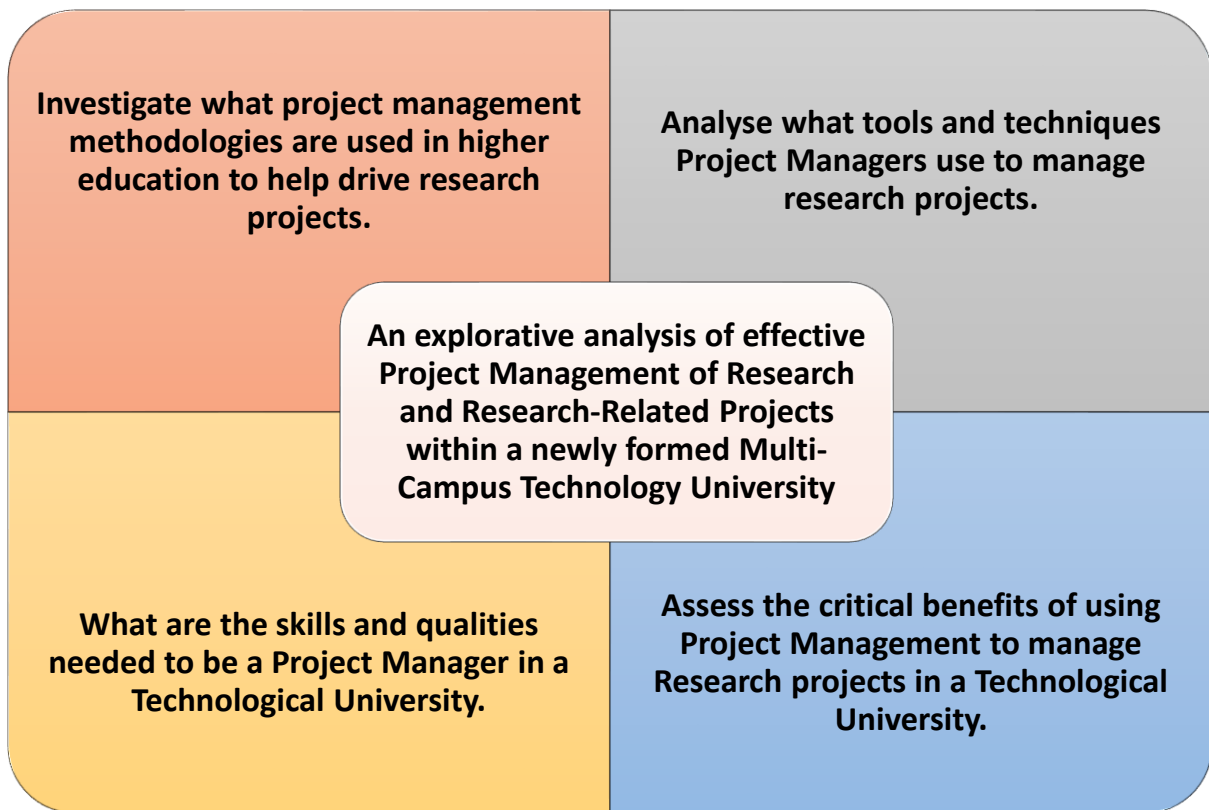 Investigate what project management
methodologies are used in higher
education to help drive research
projects.
Analyse what tools and techniques
Project Managers use to manage
research projects.
An explorative analysis of effective
Project Management of Research
and Research-Related Projects
within a newly formed Multi-
Campus Technology University
What are the skills and qualities
needed to be a Project Manager in a
Technological University.
Assess the critical benefits of using
Project Management to manage
Research projects in a Technological
University.